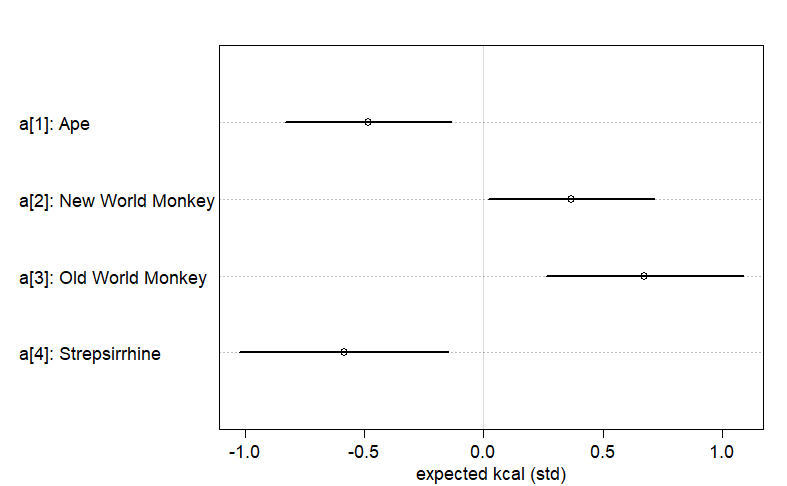 a[1]: Ape
a[2]: New World Monkey
a[3]: Old World Monkey
a[4]: Strepsirrhine
-1.0 -0.5 0.0 0.5 1.0
expected kcal (std)